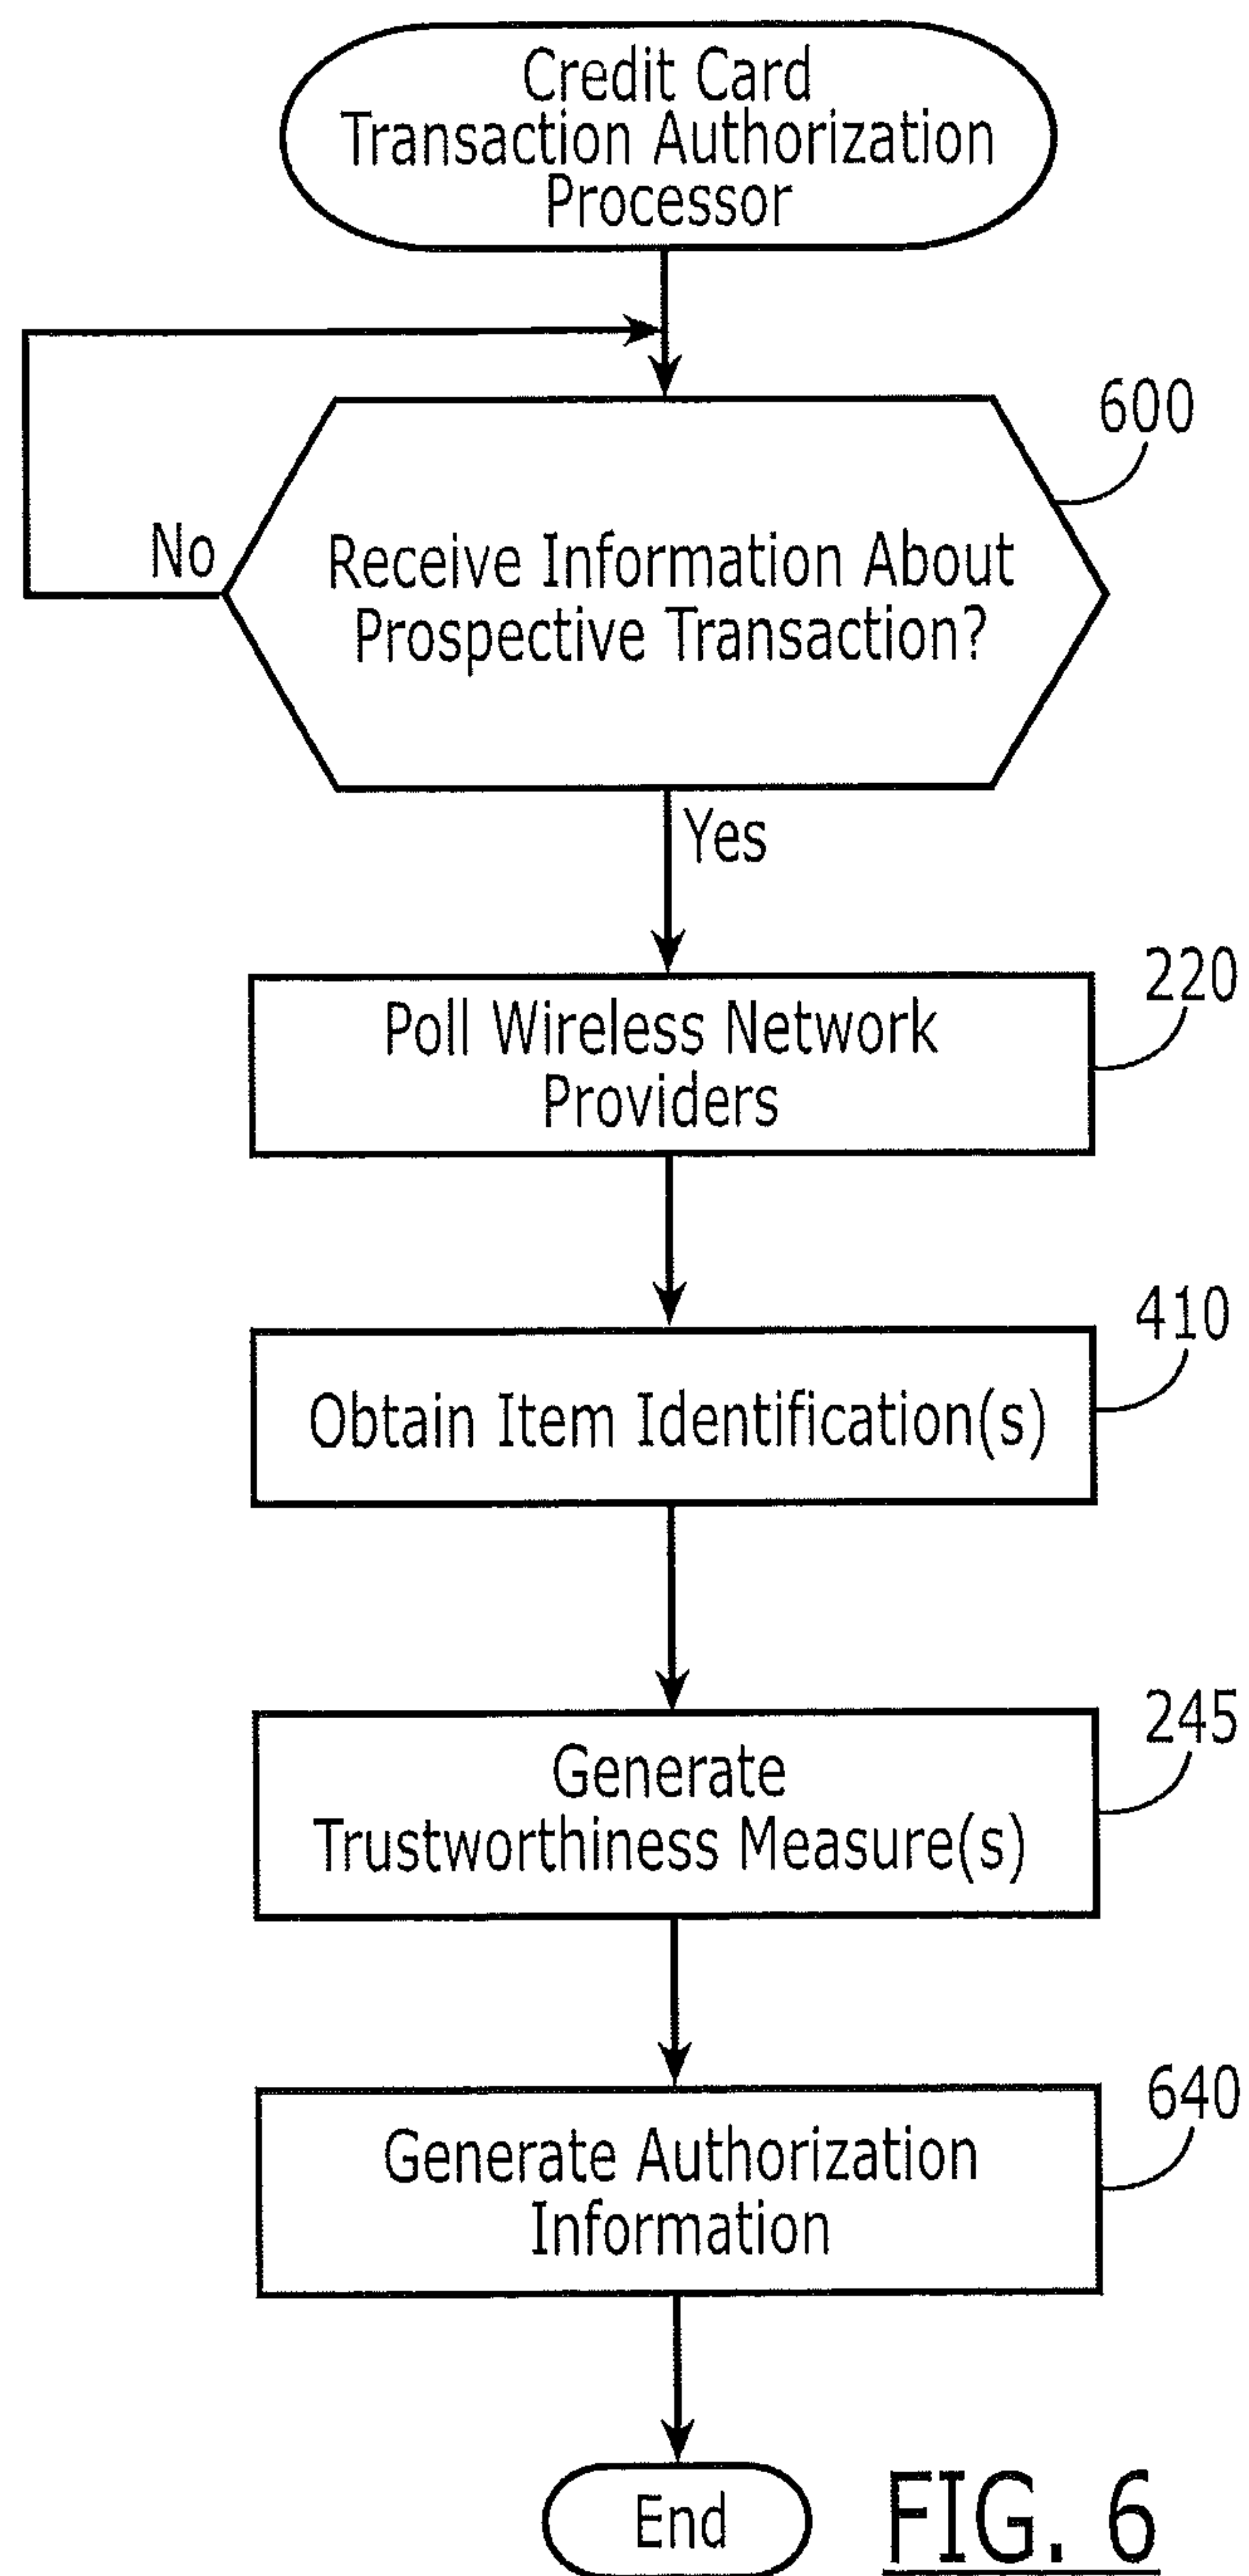 Credit Card
Transaction Authorization
Processor
600
No
Receive Information About
Prospective Transaction?
Yes
220
Poll Wireless Network
Providers
410
Obtain Item Identification(s)
245
Generate
Trustworthiness Measure(s)
640
Generate Authorization
Information
End
FIG. 6